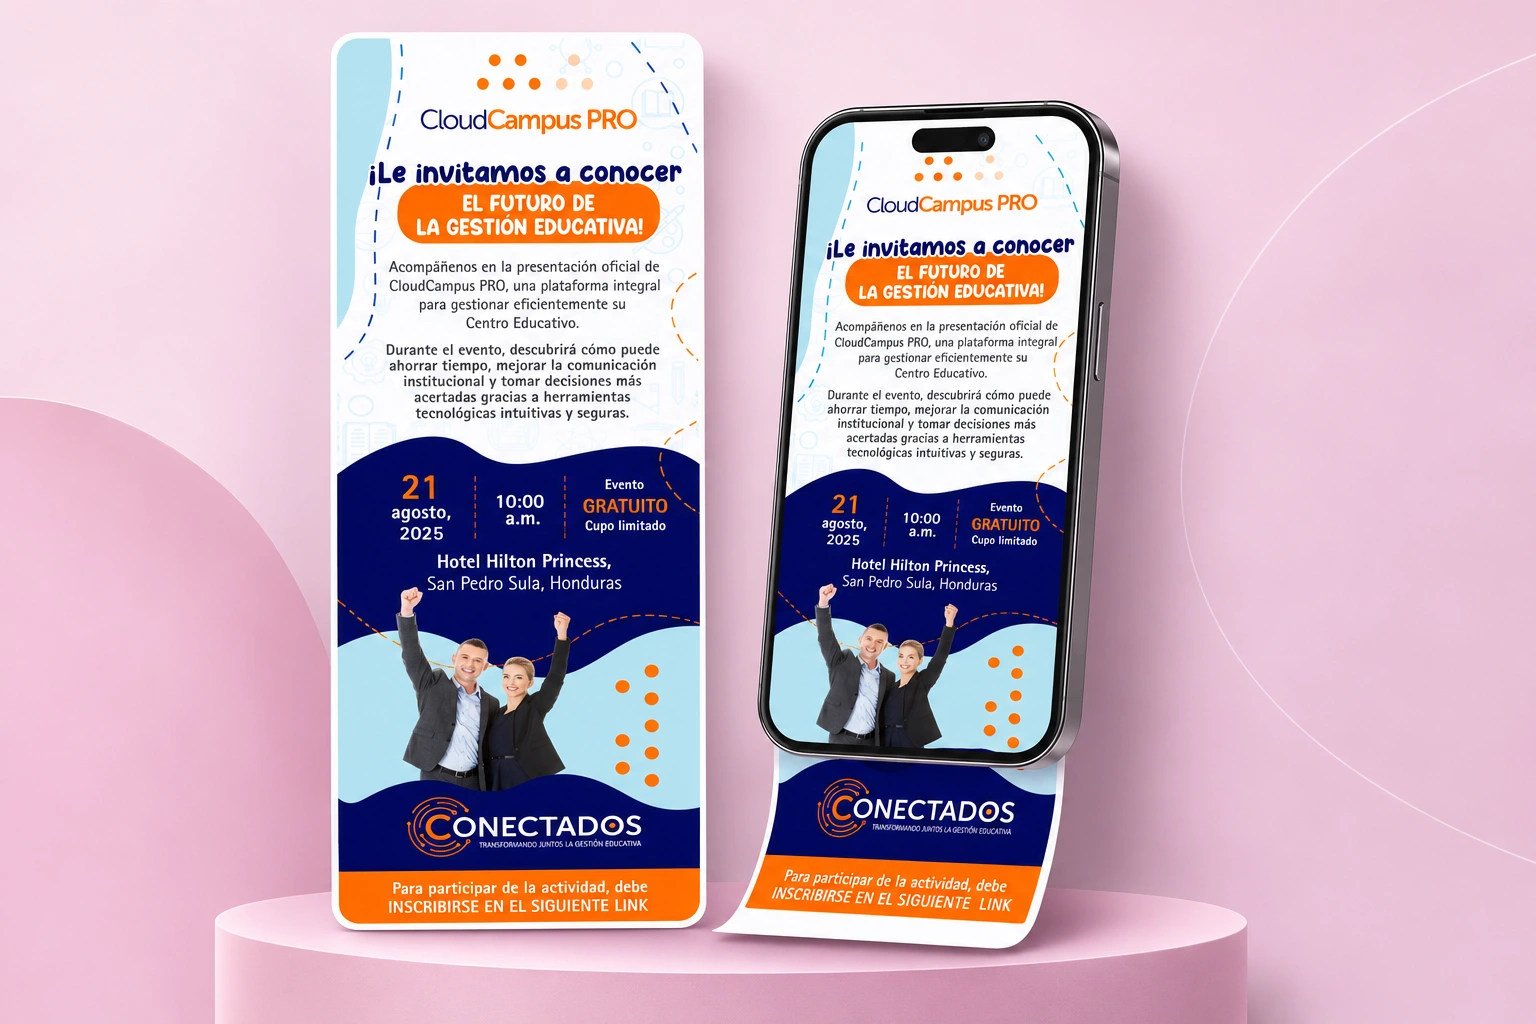 CloudCampus PRO
¡Le invitamos a conocer
EL FUTURO DE
LA GESTIÓN EDUCATIVA!
Acompáñenos en la presentación oficial de
CloudCampus PRO, una plataforma integral
para gestionar eficientemente su
Centro Educativo.
Durante el evento, descubrirá cómo puede
ahorrar tiempo, mejorar la comunicación
institucional y tomar decisiones más
acertadas gracias a herramientas
tecnológicas intuitivas y seguras.
21
agosto,
2025
10:00
a.m.
Evento
GRATUITO
Cupo limitado
Hotel Hilton Princess,
San Pedro Sula, Honduras
CONECTADOS
TRANSFORMANDO JUNTOS LA GESTIÓN EDUCATIVA
Para participar de la actividad, debe
INSCRIBIRSE EN EL SIGUIENTE LINK
CloudCampus PRO
¡Le invitamos a conocer
EL FUTURO DE
LA GESTIÓN EDUCATIVA!
Acompáñenos en la presentación oficial de
CloudCampus PRO, una plataforma integral
para gestionar eficientemente su
Centro Educativo.
Durante el evento, descubrirá cómo puede
ahorrar tiempo, mejorar la comunicación
institucional y tomar decisiones más
acertadas gracias a herramientas
tecnológicas intuitivas y seguras.
21
agosto,
2025
10:00
a.m.
Evento
GRATUITO
Cupo limitado
Hotel Hilton Princess,
San Pedro Sula, Honduras
CONECTADOS
TRANSFORMANDO JUNTOS LA GESTIÓN EDUCATIVA
Para participar de la actividad, debe
INSCRIBIRSE EN EL SIGUIENTE LINK